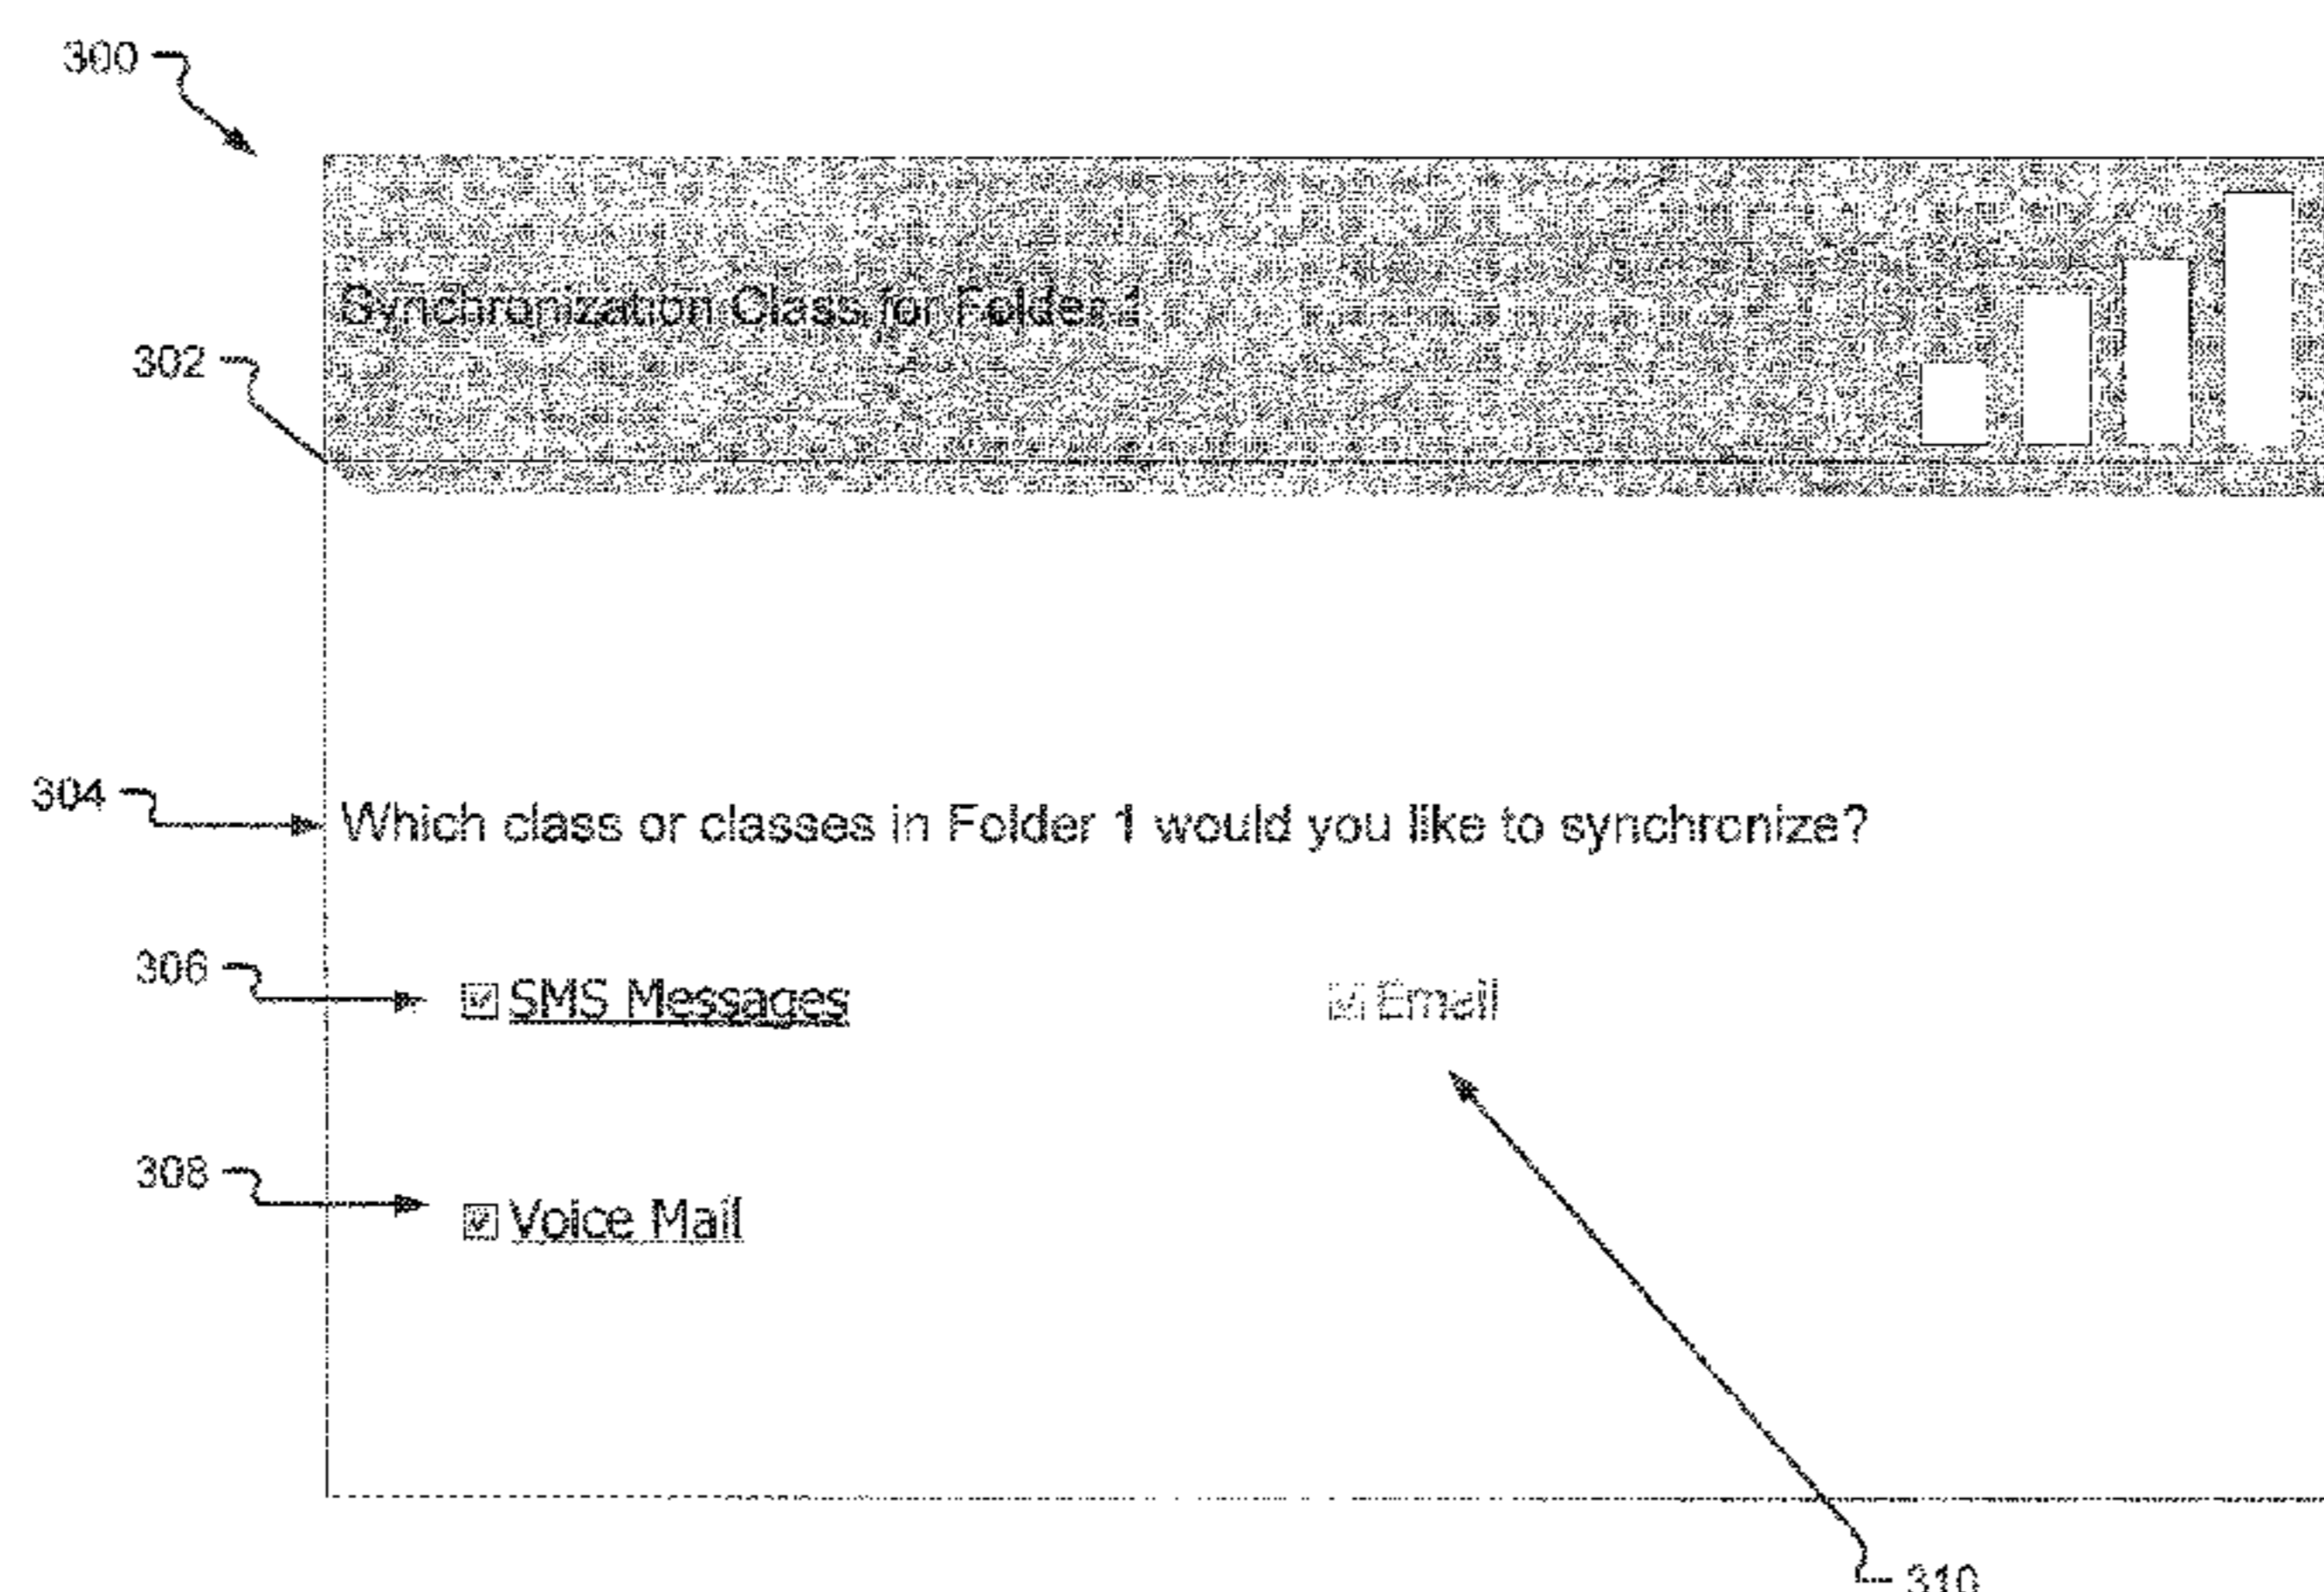 300
Synchronization Class for Folder 1
302
304
Which class or classes in Folder 1 would you like to synchronize?
306
SMS Messages
Email
308
Voice Mail
310